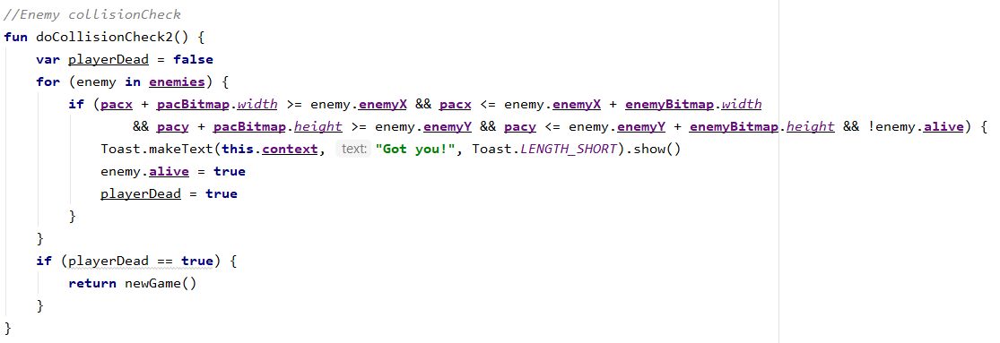 //Enemy collisionCheck
fun doCollisionCheck2() {
    var playerDead = false
    for (enemy in enemies) {
        if (pacx + pacBitmap.width >= enemy.enemyX && pacx <= enemy.enemyX + enemyBitmap.width
                && pacy + pacBitmap.height >= enemy.enemyY && pacy <= enemy.enemyY + enemyBitmap.height && !enemy.alive) {
            Toast.makeText(this.context, text: "Got you!", Toast.LENGTH_SHORT).show()
            enemy.alive = true
            playerDead = true
        }
    }
    if (playerDead == true) {
        return newGame()
    }
}